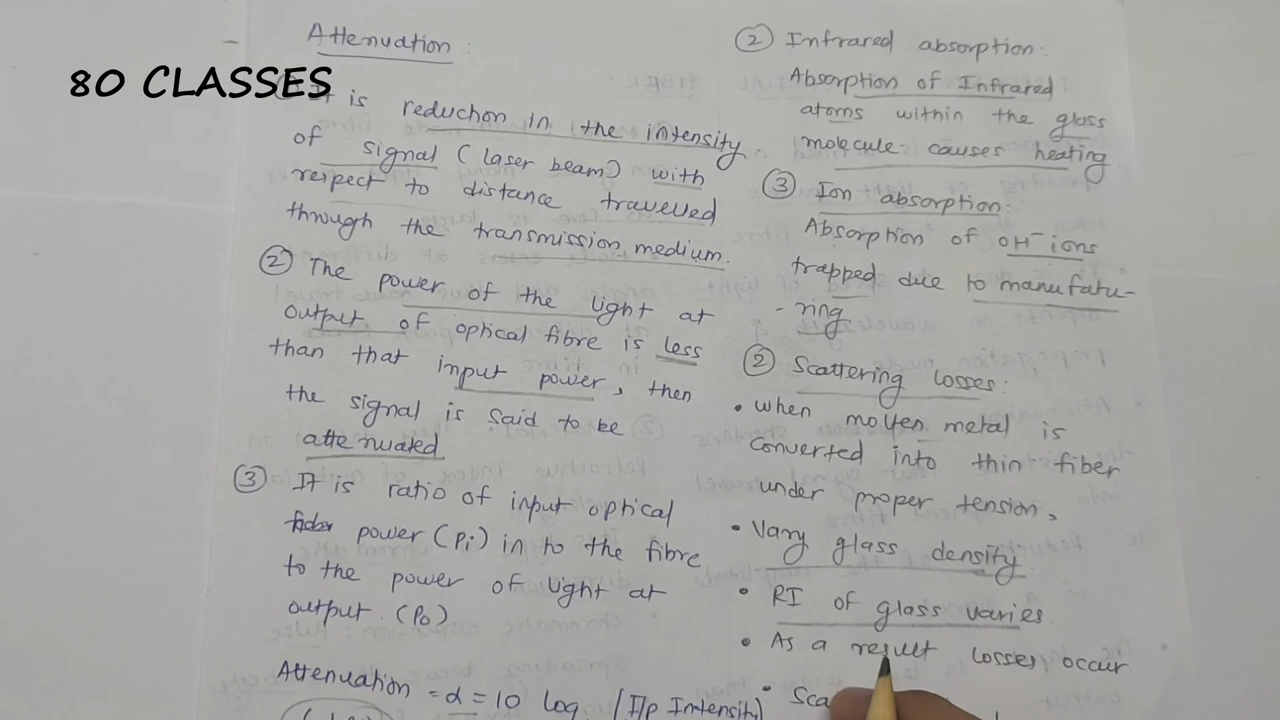 Attenuation:
80 CLASSES
It is reduction in the intensity
of signal (laser beam) with
respect to distance travelled
through the transmission medium.
② The power of the light at
output of optical fibre is less
than that input power, then
the signal is said to be
attenuated
③ It is ratio of input optical
power (Pi) in to the fibre
to the power of light at
output. (Po)
Attenuation = α = 10 log (I/p Intensity)
② Infrared absorption:
Absorption of Infrared
atoms within the glass
molecule causes heating
③ Ion absorption:
Absorption of OH⁻ ions
trapped due to manufatu-
-ring
② Scattering losses:
• when molten metal is
converted into thin fiber
under proper tension,
• Vary glass density
• RI of glass varies.
• As a result losses occur
• Sca